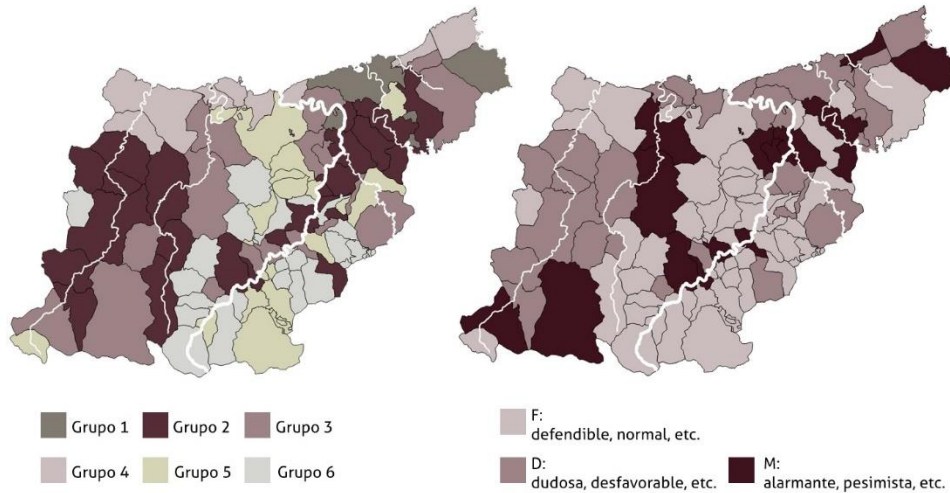 Grupo 1 Grupo 2 Grupo 3
Grupo 4 Grupo 5 Grupo 6
F:
defendible, normal, etc.
D:
dudosa, desfavorable, etc.
M:
alarmante, pesimista, etc.